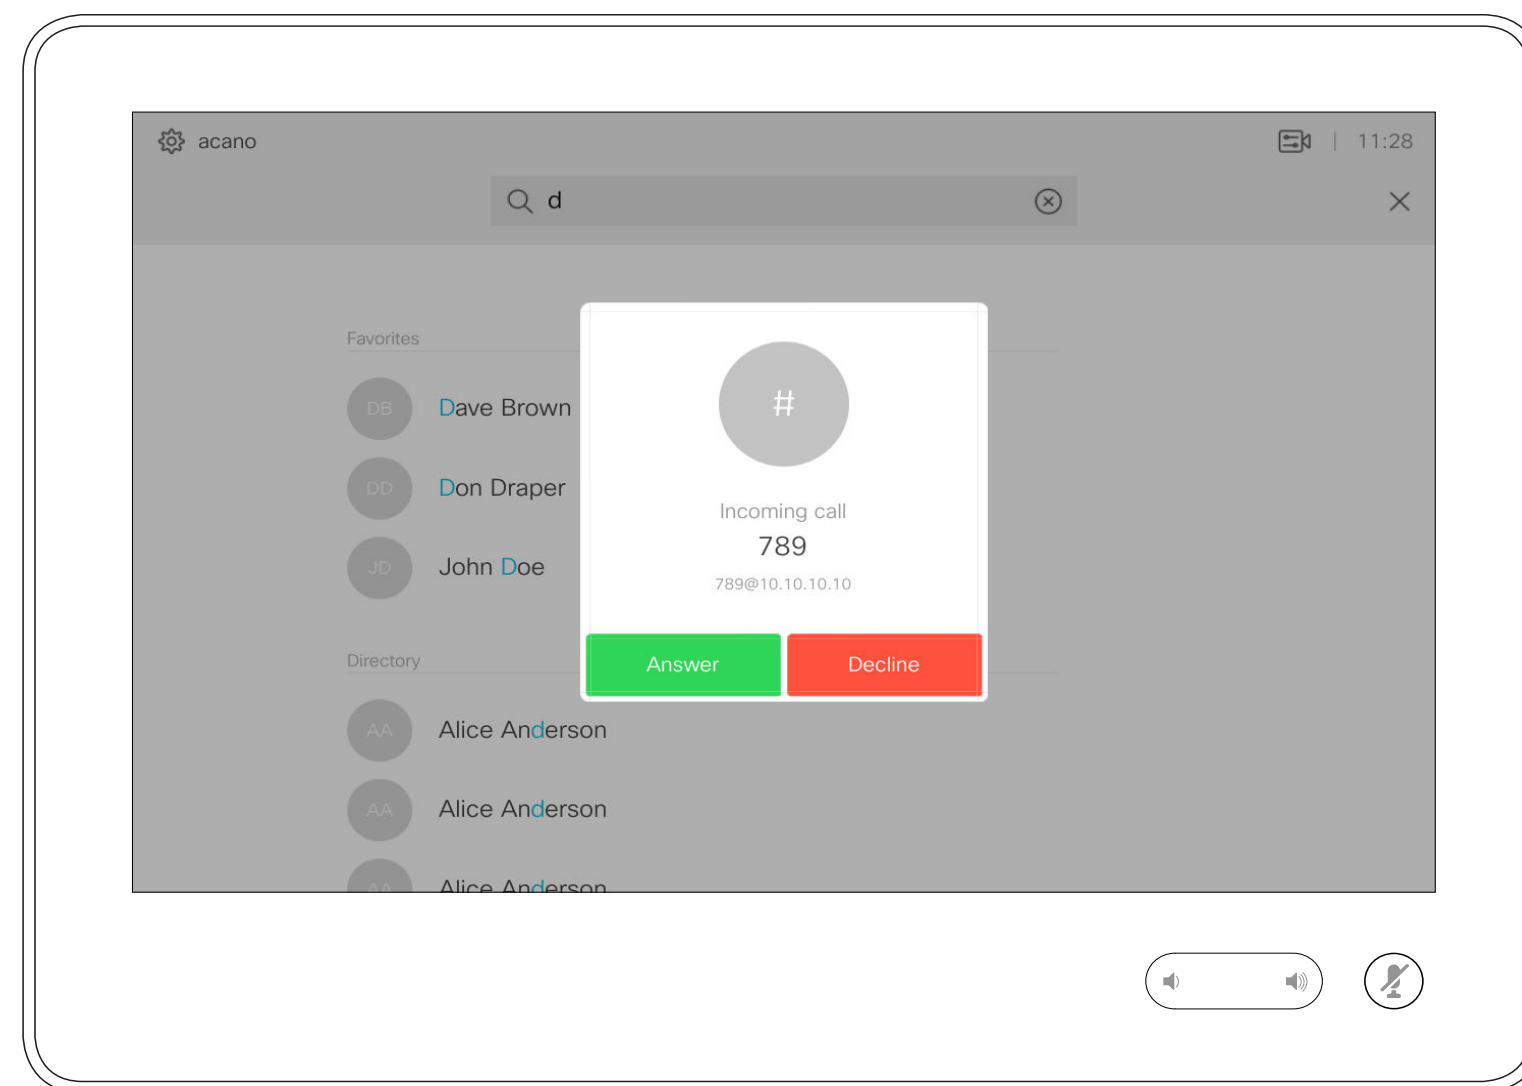 acano
11:28
d
Favorites
DB
Dave Brown
DD
Don Draper
JD
John Doe
#
Incoming call
789
789@10.10.10.10
Answer
Decline
Directory
AA
Alice Anderson
AA
Alice Anderson
AA
Alice Anderson